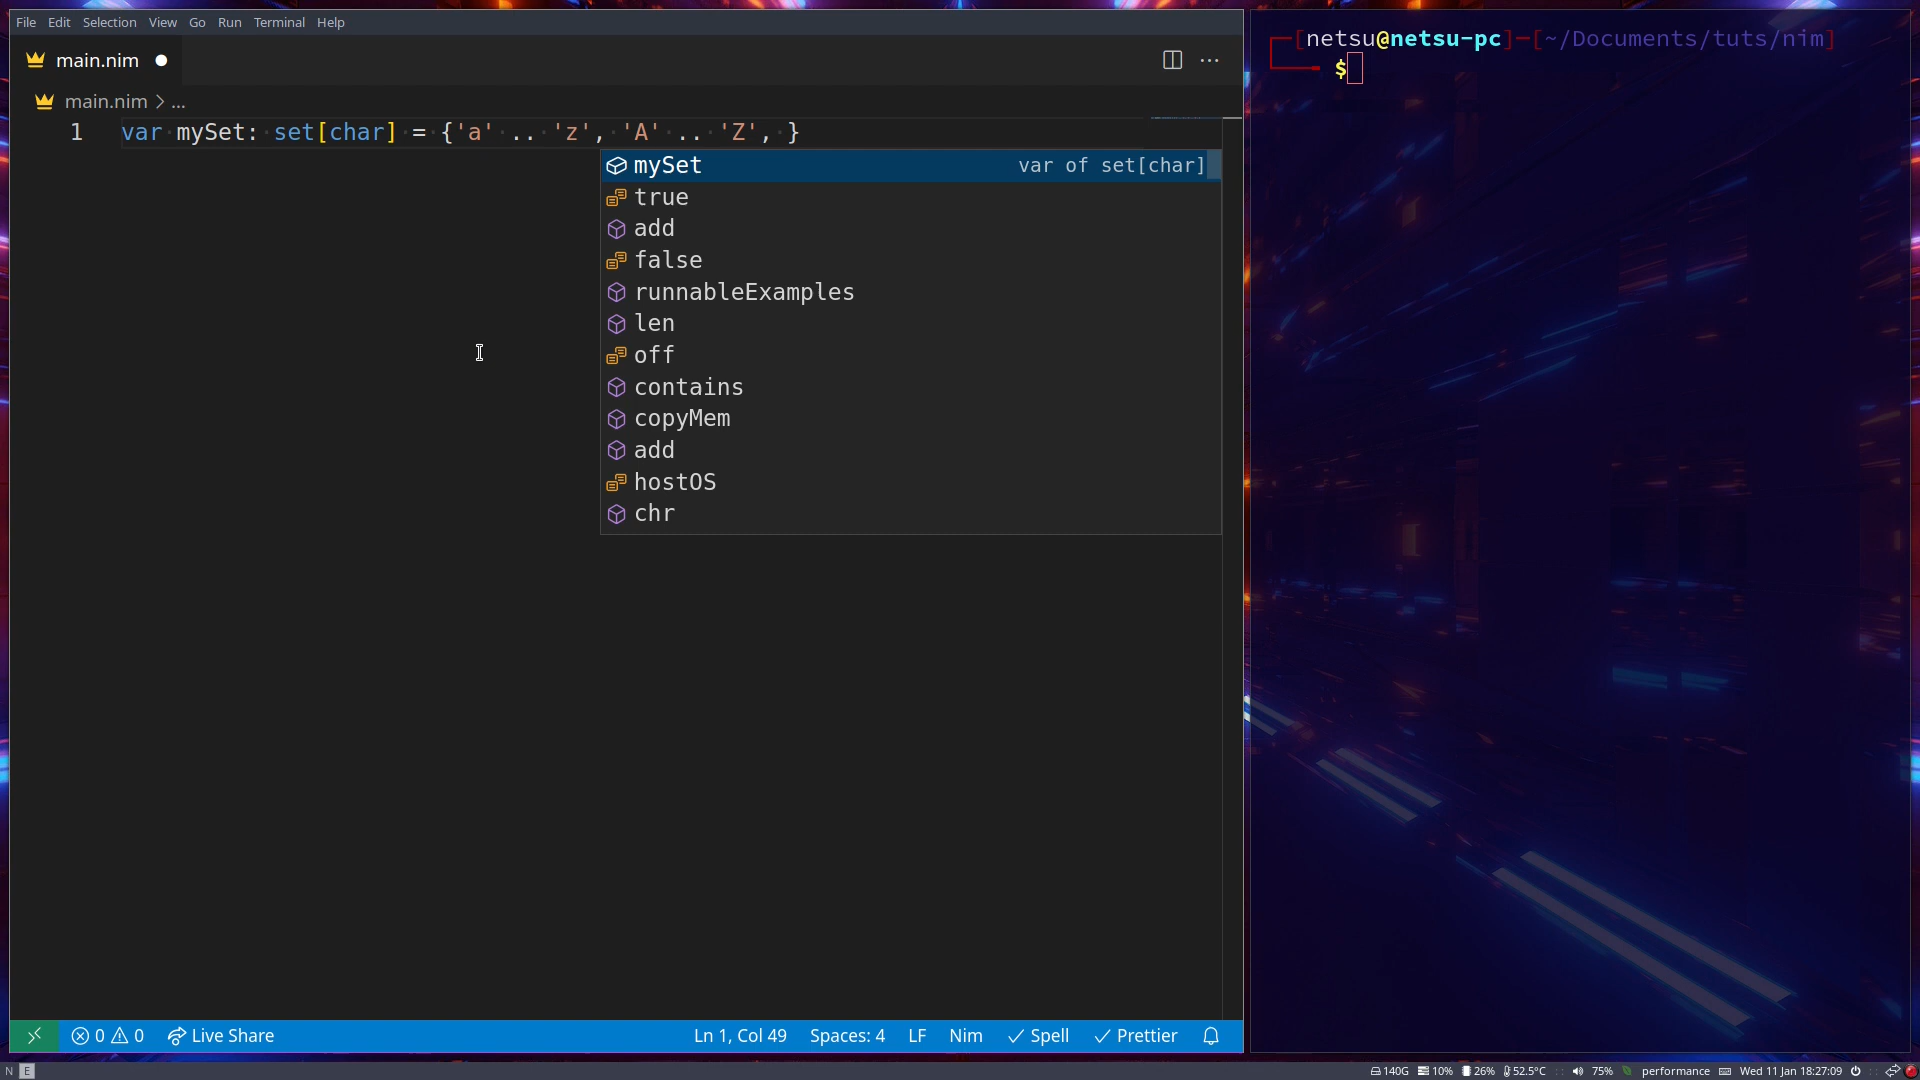 File Edit Selection View Go Run Terminal Help
main.nim
main.nim > ...
1 var mySet: set[char] = {'a' .. 'z', 'A' .. 'Z', }
mySet var of set[char]
true
add
false
runnableExamples
len
off
contains
copyMem
add
hostOS
chr
0 0 Live Share Ln 1, Col 49 Spaces: 4 LF Nim Spell Prettier
[netsu@netsu-pc]-[~/Documents/tuts/nim]
$
N E 140G 10% 26% 52.5°C 75% performance Wed 11 Jan 18:27:09